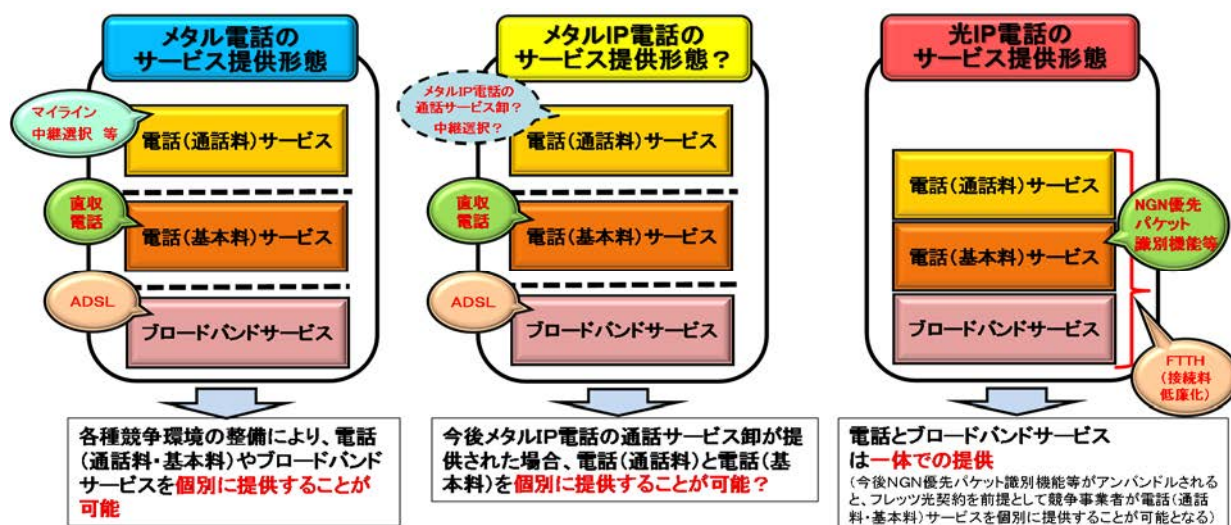 メタル電話の
サービス提供形態
マイライン
中継選択 等
電話(通話料)サービス
直収
電話
電話(基本料)サービス
ADSL
ブロードバンドサービス
各種競争環境の整備により、電話
(通話料・基本料)やブロードバンド
サービスを個別に提供することが
可能
メタルIP電話の
サービス提供形態?
メタルIP電話の
通話サービス卸?
中継選択?
電話(通話料)サービス
直収
電話
電話(基本料)サービス
ADSL
ブロードバンドサービス
今後メタルIP電話の通話サービス卸が提
供された場合、電話(通話料)と電話(基
本料)を個別に提供することが可能?
光IP電話の
サービス提供形態
電話(通話料)サービス
電話(基本料)サービス
ブロードバンドサービス
NGN優先
パケット
識別機能等
FTTH
(接続料
低廉化)
電話とブロードバンドサービス
は一体での提供
(今後NGN優先パケット識別機能等がアンバンドルされる
と、フレッツ光契約を前提として競争事業者が電話(通話
料・基本料)サービスを個別に提供することが可能となる)